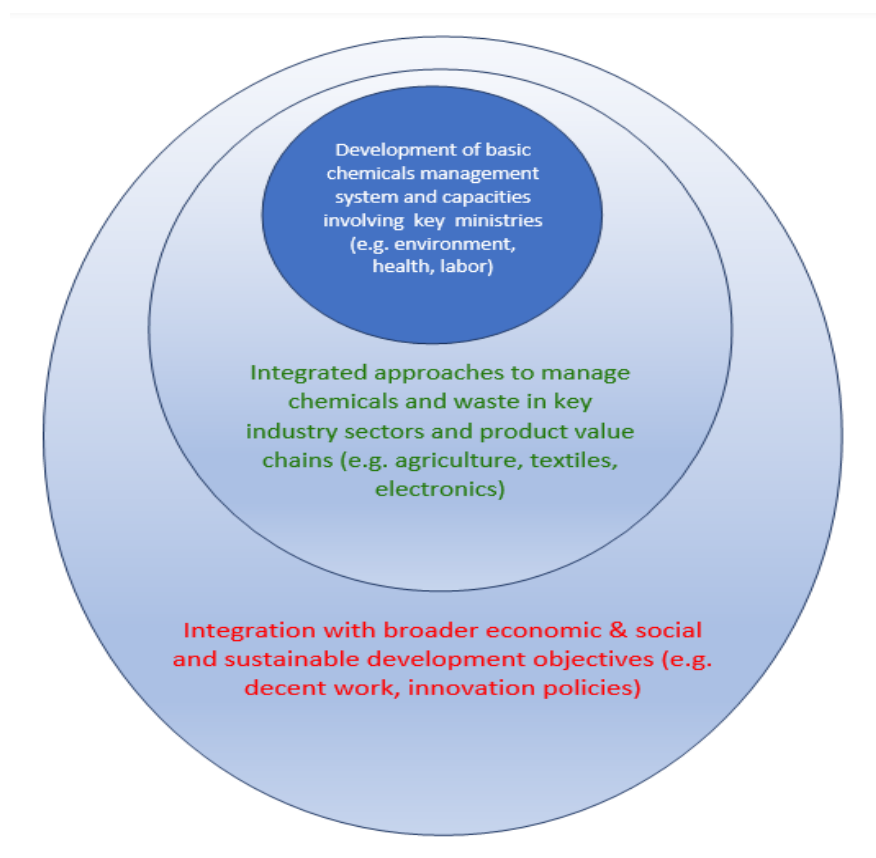 Development of basic
chemicals management
system and capacities
involving key ministries
(e.g. environment,
health, labor)
Integrated approaches to manage
chemicals and waste in key
industry sectors and product value
chains (e.g. agriculture, textiles,
electronics)
Integration with broader economic & social
and sustainable development objectives (e.g.
decent work, innovation policies)